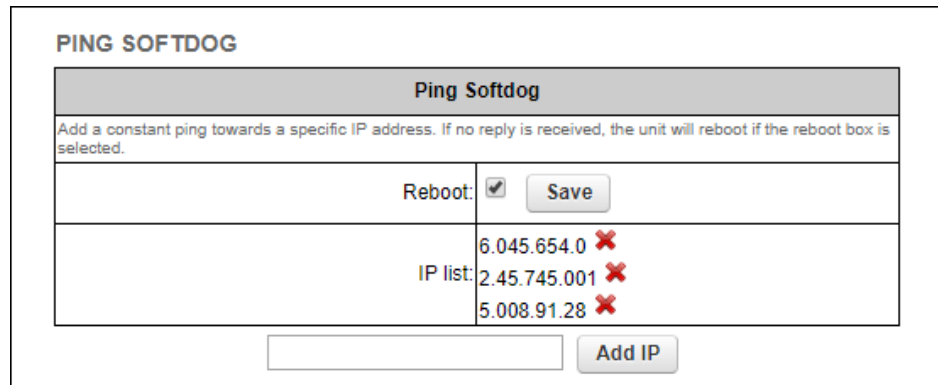 PING SOFTDOG
Ping Softdog
Add a constant ping towards a specific IP address. If no reply is received, the unit will reboot if the reboot box is
selected.
Reboot: Save
6.045.654.0
IP list: 2.45.745.001
5.008.91.28
Add IP